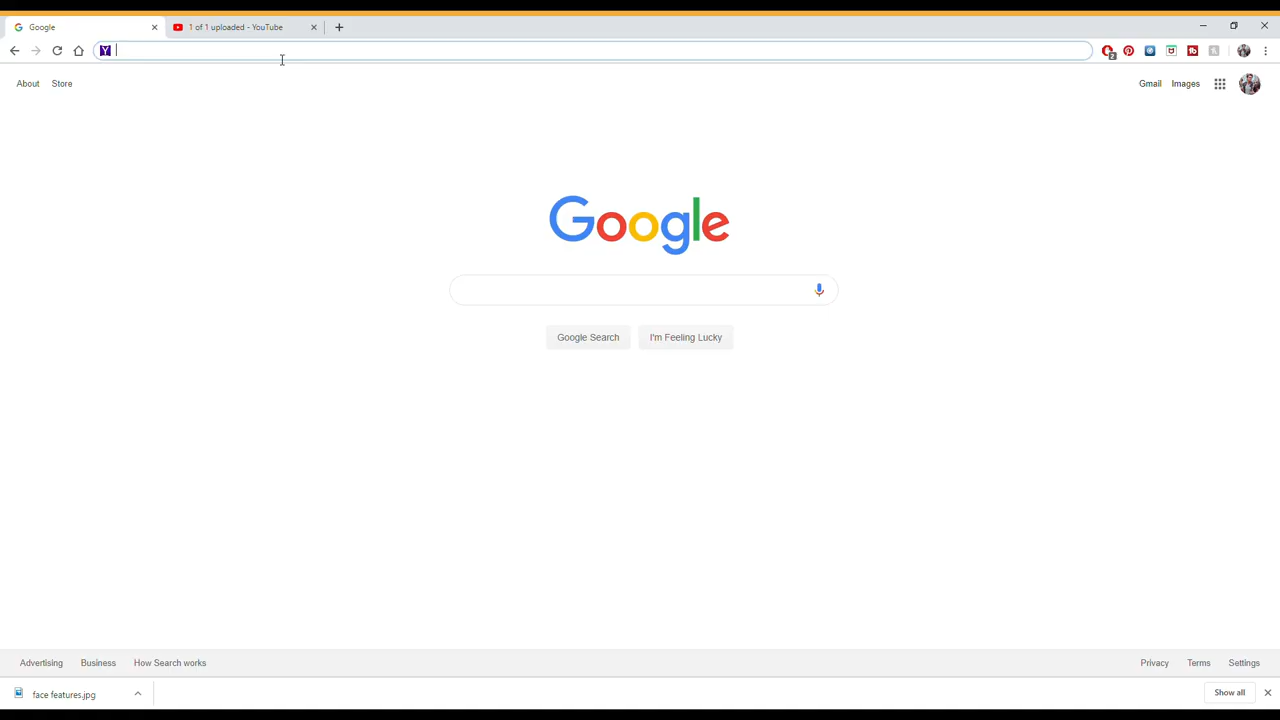 Google
1 of 1 uploaded - YouTube
Y
2
About
Store
Gmail
Images
Google
Google Search
I'm Feeling Lucky
Advertising
Business
How Search works
Privacy
Terms
Settings
face features.jpg
Show all